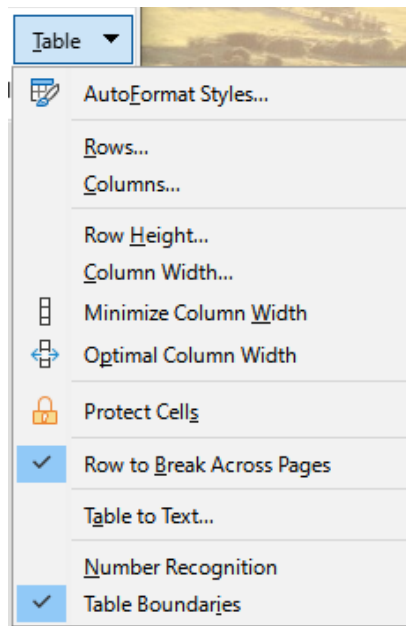 Table
AutoFormat Styles...
Rows...
Columns...
Row Height...
Column Width...
Minimize Column Width
Optimal Column Width
Protect Cells
Row to Break Across Pages
Table to Text...
Number Recognition
Table Boundaries